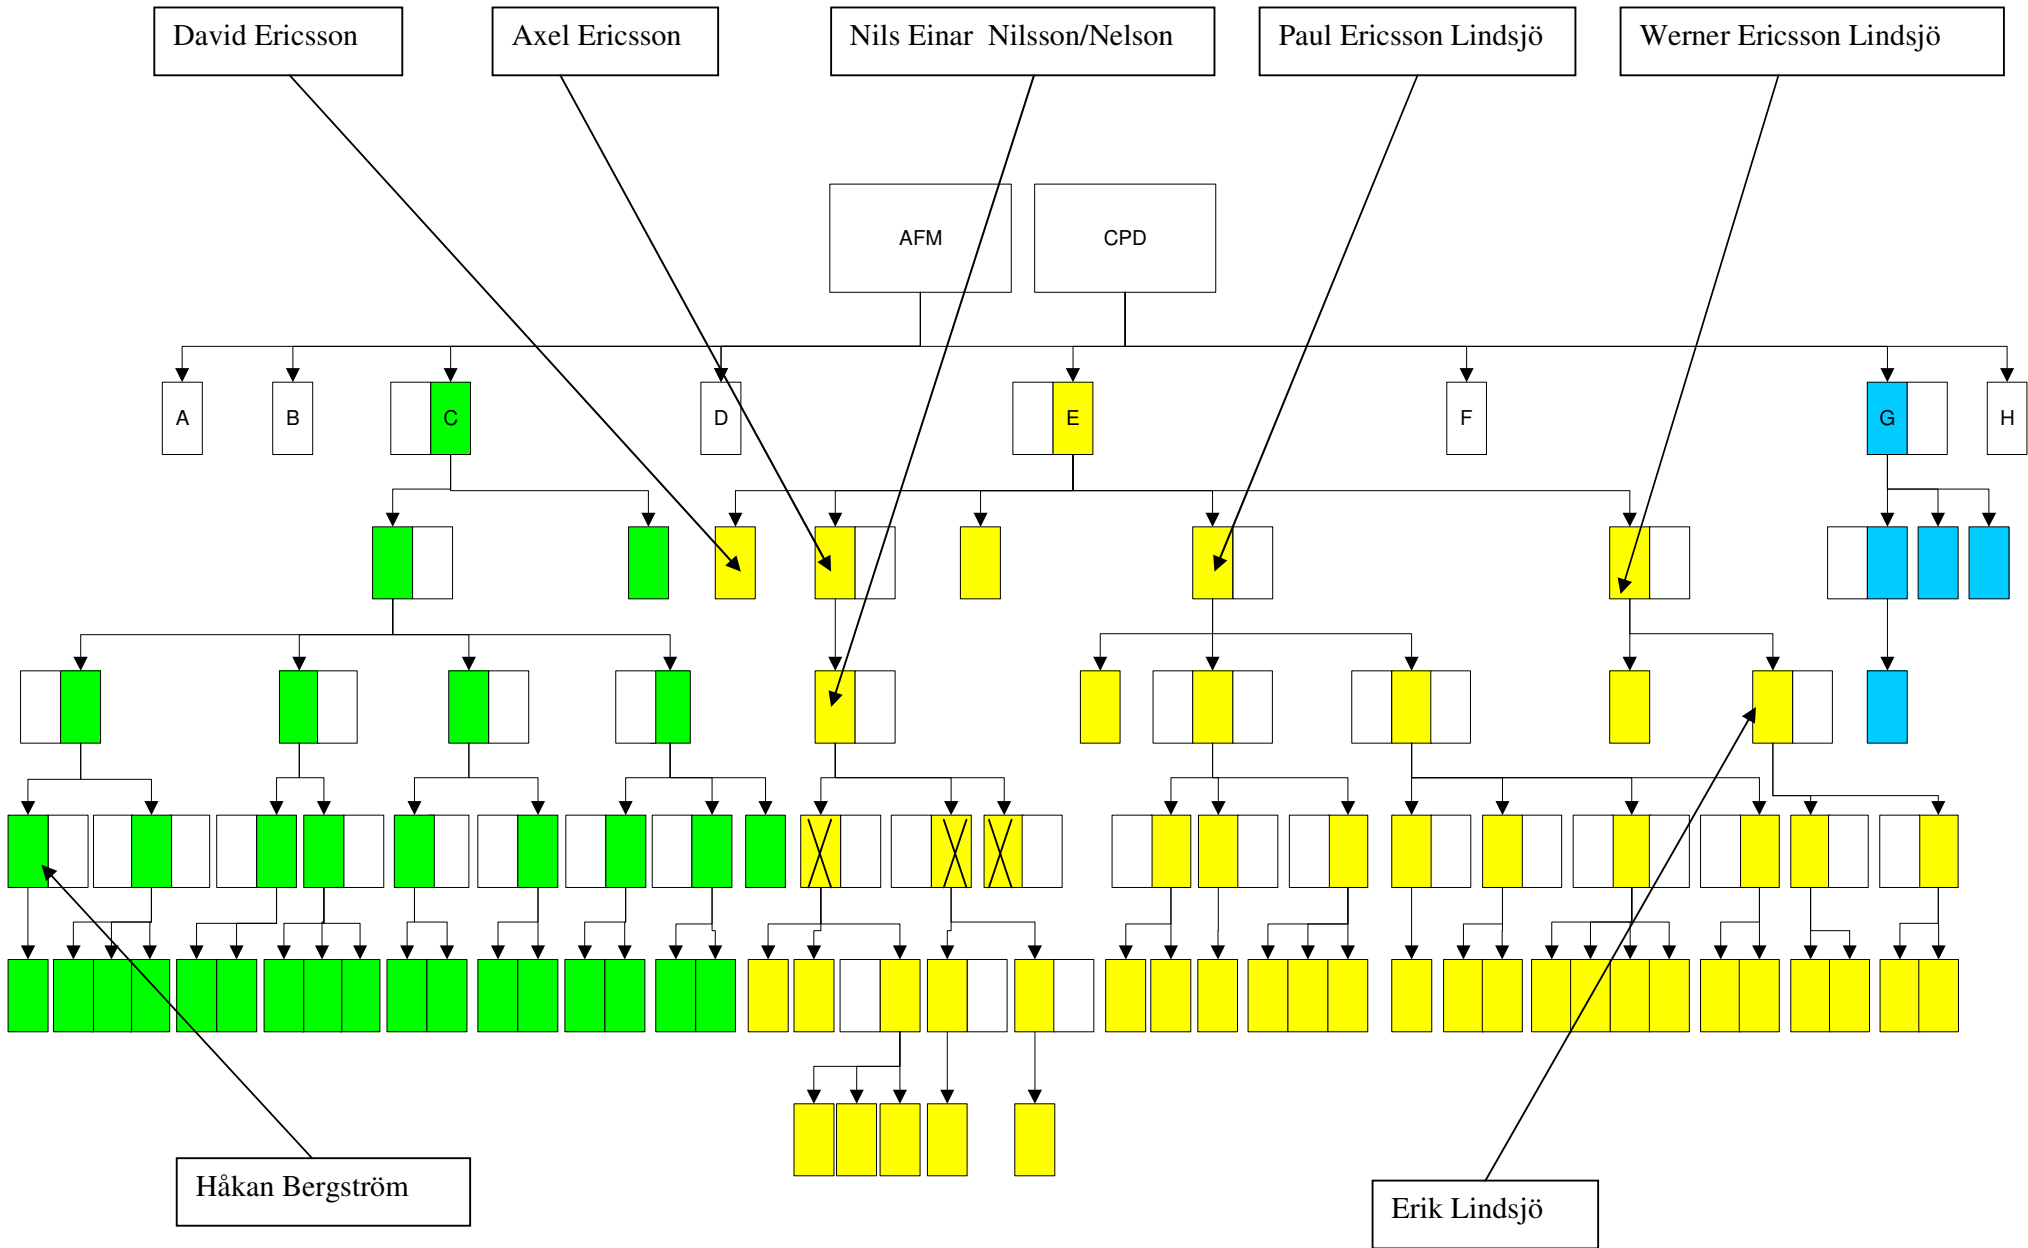 David Ericsson
Axel Ericsson
Nils Einar  Nilsson/Nelson
Paul Ericsson Lindsjö
Werner Ericsson Lindsjö
AFM
CPD
A
B
C
D
E
F
G
H
Håkan Bergström
Erik Lindsjö